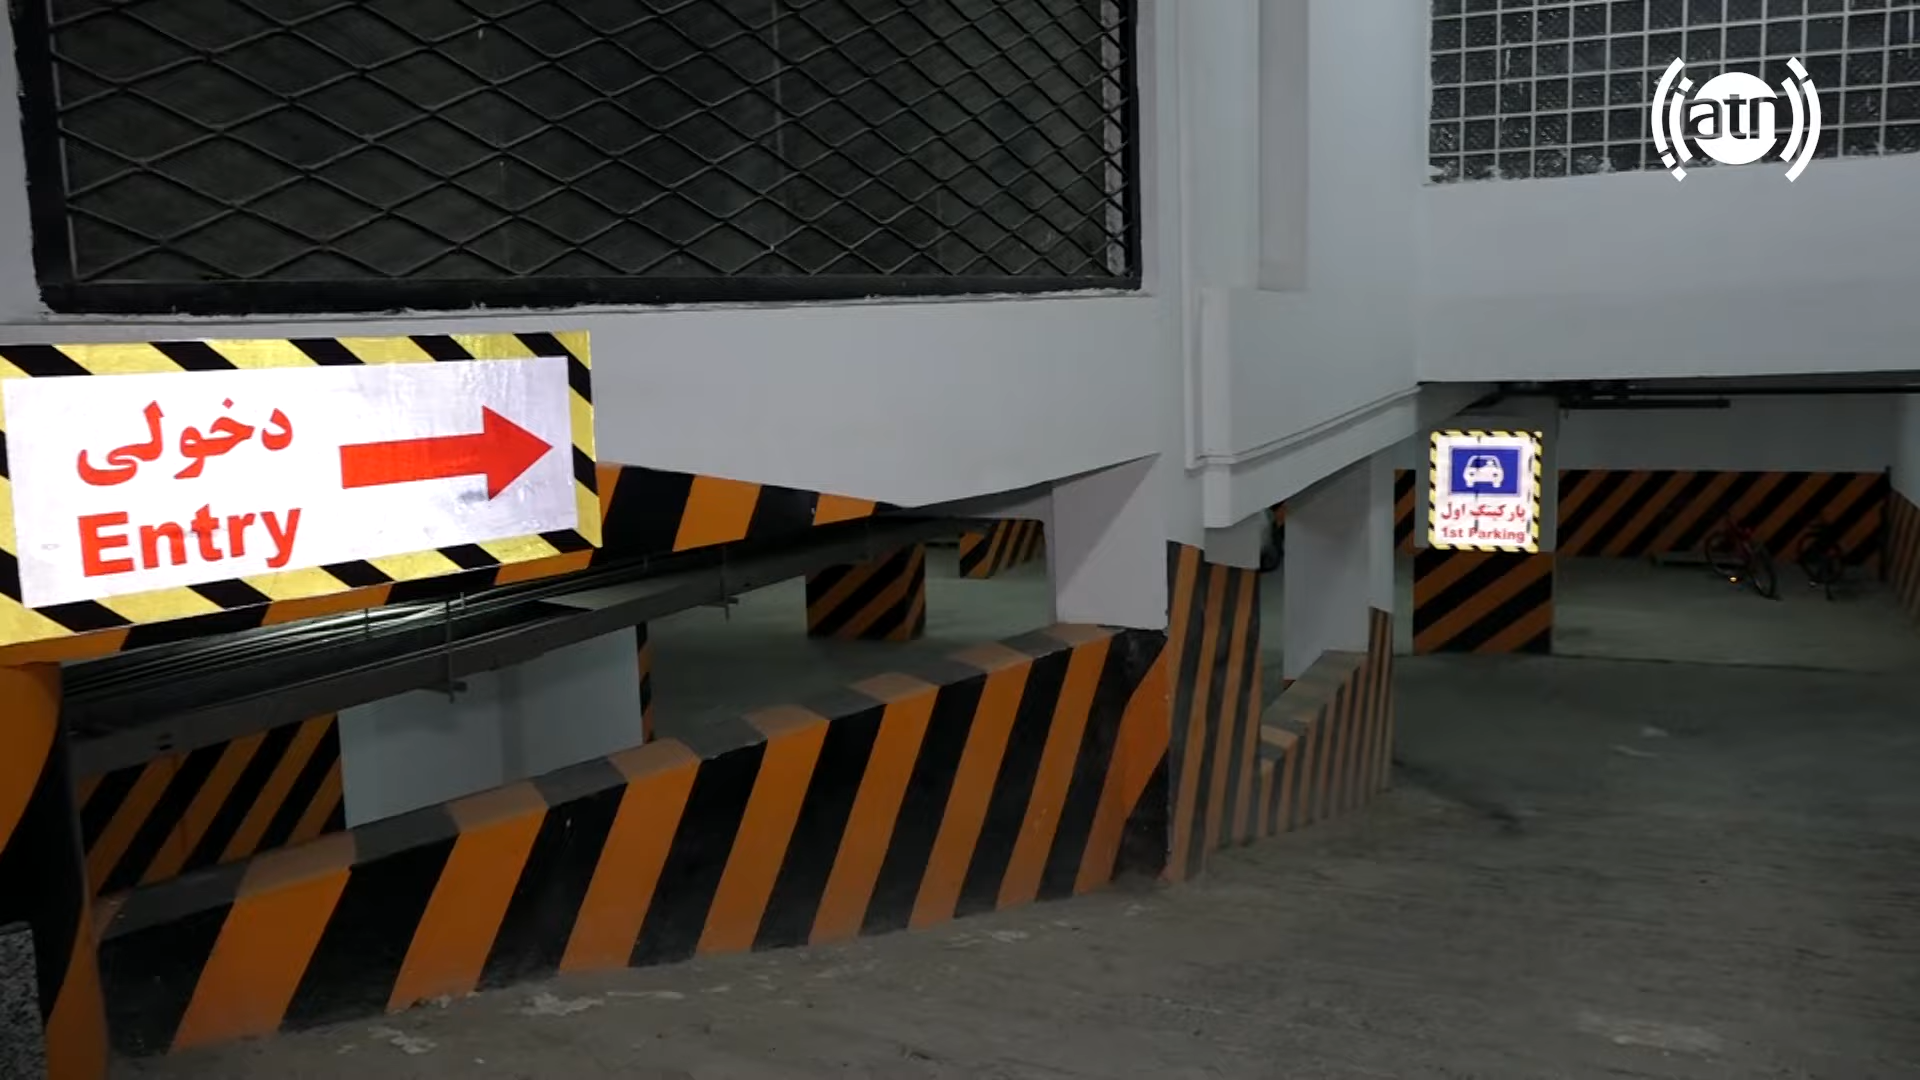 دخولی
Entry
پارکینگ اول
1st Parking
atn